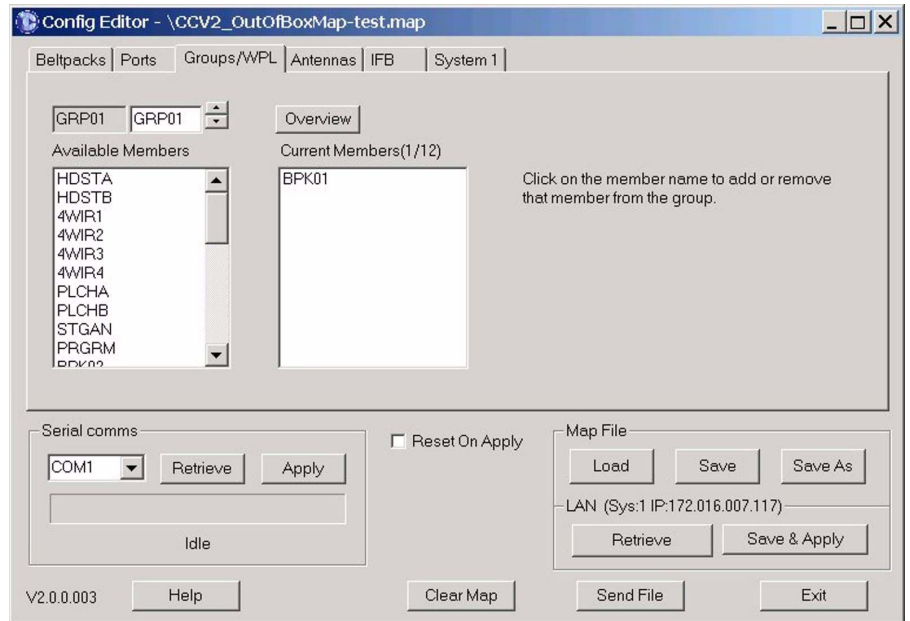 Config Editor - \CCV2_OutOfBoxMap-test.map
Beltpacks Ports Groups/WPL Antennas IFB System 1
GRP01 GRP01 Overview
Available Members Current Members(1/12)
HDSTA
HDSTB
4WIR1
4WIR2
4WIR3
4WIR4
PLCHA
PLCHB
STGAN
PRGRM
BPK01
Click on the member name to add or remove
that member from the group.
Serial comms
COM1 Retrieve Apply
Idle
Reset On Apply
Map File
Load Save Save As
LAN (Sys:1 IP:172.016.007.117)
Retrieve Save & Apply
V2.0.0.003 Help Clear Map Send File Exit